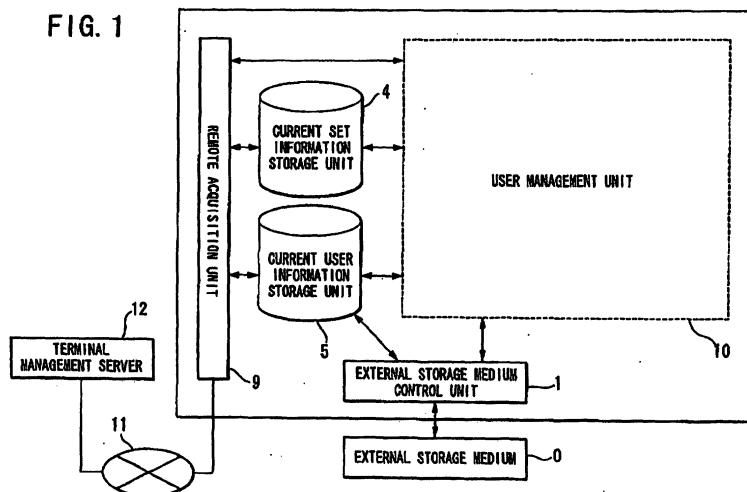 FIG. 1
4
CURRENT SET
INFORMATION
STORAGE UNIT
REMOTE ACQUISITION UNIT
USER MANAGEMENT UNIT
CURRENT USER
INFORMATION
STORAGE UNIT
12
TERMINAL
MANAGEMENT SERVER
5
10
9
EXTERNAL STORAGE MEDIUM
CONTROL UNIT
1
11
EXTERNAL STORAGE MEDIUM
0